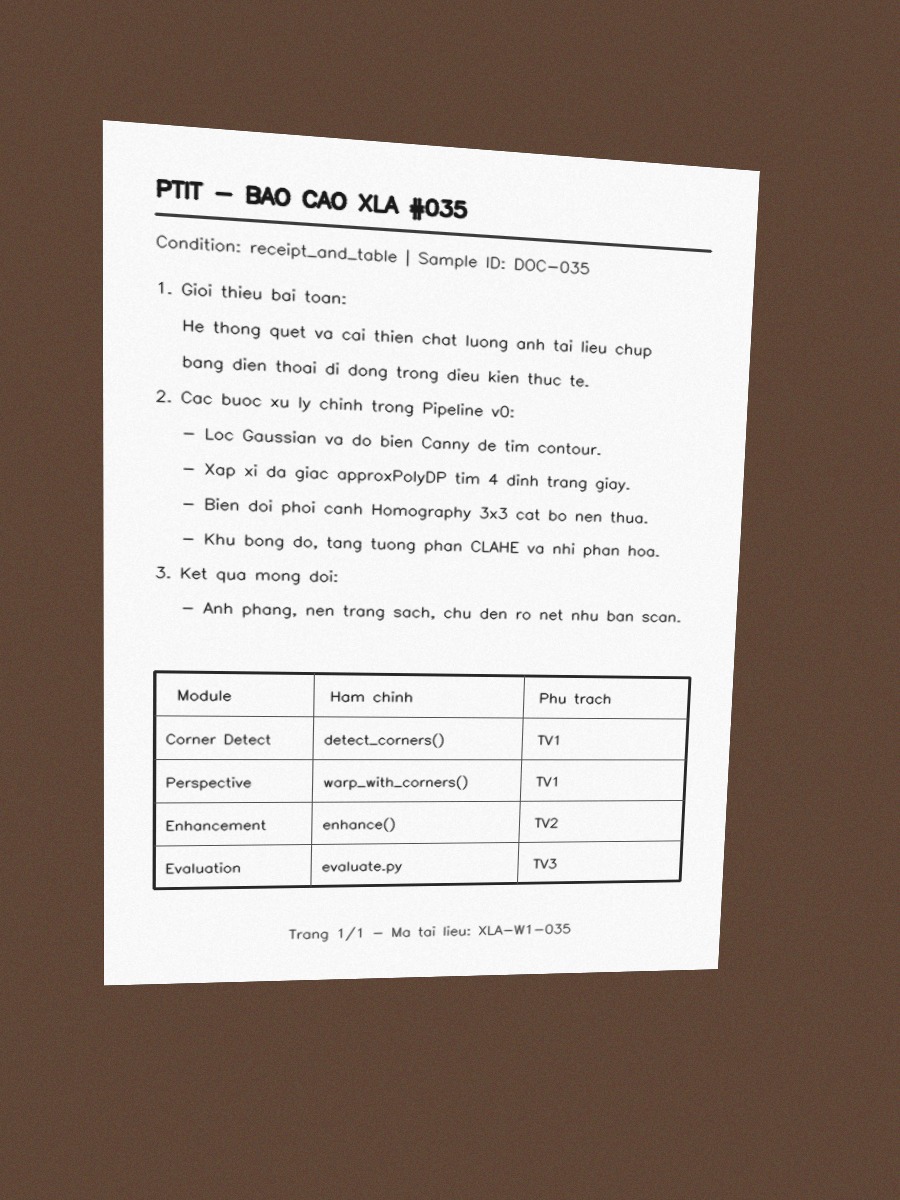 PTIT - BAO CAO XLA #035
Condition: receipt_and_table | Sample ID: DOC-035
1. Gioi thieu bai toan:
He thong quet va cai thien chat luong anh tai lieu chup
bang dien thoai di dong trong dieu kien thuc te.
2. Cac buoc xu ly chinh trong Pipeline v0:
- Loc Gaussian va do bien Canny de tim contour.
- Xap xi da giac approxPolyDP tim 4 dinh trang giay.
- Bien doi phoi canh Homography 3x3 cat bo nen thua.
- Khu bong do, tang tuong phan CLAHE va nhi phan hoa.
3. Ket qua mong doi:
- Anh phang, nen trang sach, chu den ro net nhu ban scan.
Module Ham chinh Phu trach
Corner Detect detect_corners() TV1
Perspective warp_with_corners() TV1
Enhancement enhance() TV2
Evaluation evaluate.py TV3
Trang 1/1 - Ma tai lieu: XLA-W1-035